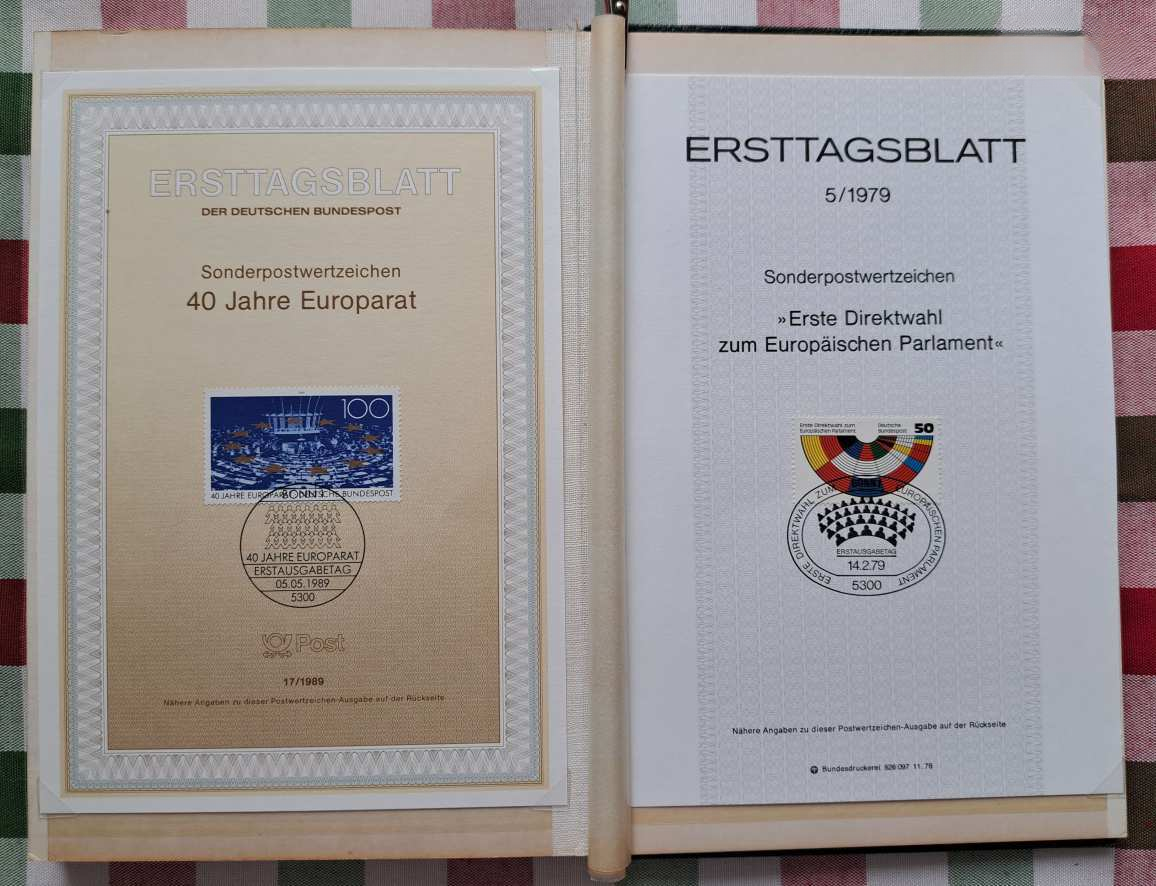 ERSTTAGSBLATT
DER DEUTSCHEN BUNDESPOST
Sonderpostwertzeichen
40 Jahre Europarat
100
40 JAHRE EUROPARAT DEUTSCHE BUNDESPOST
BONN 1
40 JAHRE EUROPARAT
ERSTAUSGABETAG
05.05.1989
5300
Post
17/1989
Nähere Angaben zu dieser Postwertzeichen-Ausgabe auf der Rückseite
ERSTTAGSBLATT
5/1979
Sonderpostwertzeichen
»Erste Direktwahl
zum Europäischen Parlament«
Erste Direktwahl zum
Europäischen Parlament
Deutsche
Bundespost
50
BONN 1
ERSTE DIREKTWAHL ZUM EUROPÄISCHEN PARLAMENT
ERSTAUSGABETAG
14.2.79
5300
Nähere Angaben zu dieser Postwertzeichen-Ausgabe auf der Rückseite
Bundesdruckerei 826 097 11. 78